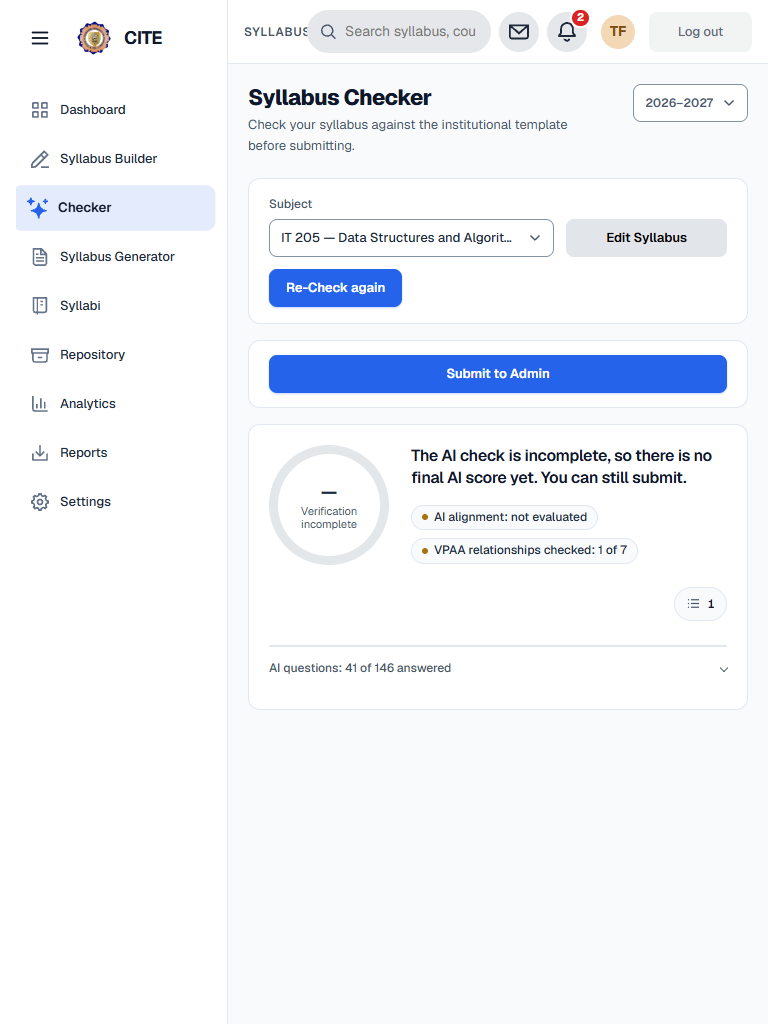 CITE
SYLLABUS
Search syllabus, cou
2
TF
Log out
Dashboard
Syllabus Builder
Checker
Syllabus Generator
Syllabi
Repository
Analytics
Reports
Settings
Syllabus Checker
Check your syllabus against the institutional template
before submitting.
2026–2027
Subject
IT 205 — Data Structures and Algorit...
Edit Syllabus
Re-Check again
Submit to Admin
—
Verification
incomplete
The AI check is incomplete, so there is no
final AI score yet. You can still submit.
AI alignment: not evaluated
VPAA relationships checked: 1 of 7
1
AI questions: 41 of 146 answered